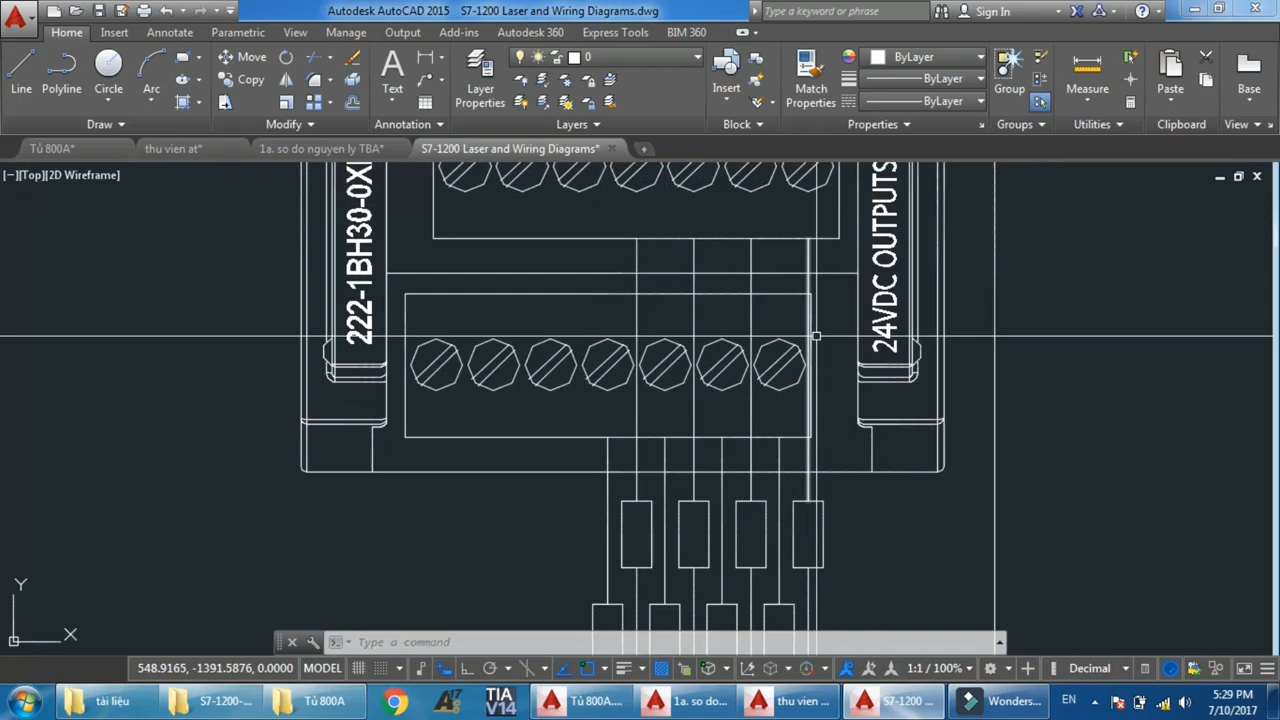 Autodesk AutoCAD 2015 S7-1200 Laser and Wiring Diagrams.dwg
Type a keyword or phrase
Sign In
Home Insert Annotate Parametric View Manage Output Add-ins Autodesk 360 Express Tools BIM 360
Line Polyline Circle Arc
Move
Copy
Text
Layer Properties
0
Insert
Match Properties
ByLayer
ByLayer
ByLayer
Group
Measure
Paste
Base
Draw Modify Annotation Layers Block Properties Groups Utilities Clipboard View
Tủ 800A* thu vien at* 1a. so do nguyen ly TBA* S7-1200 Laser and Wiring Diagrams*
[−][Top][2D Wireframe]
222-1BH30-0X
24VDC OUTPUTS
Y
X
Type a command
548.9165, -1391.5876, 0.0000 MODEL 1:1 / 100% Decimal
tài liệu S7-1200-... Tủ 800A A17 TIA V14 Tủ 800A.... 1a. so do... thu vien ... S7-1200 ... Wonders...
EN
5:29 PM
7/10/2017